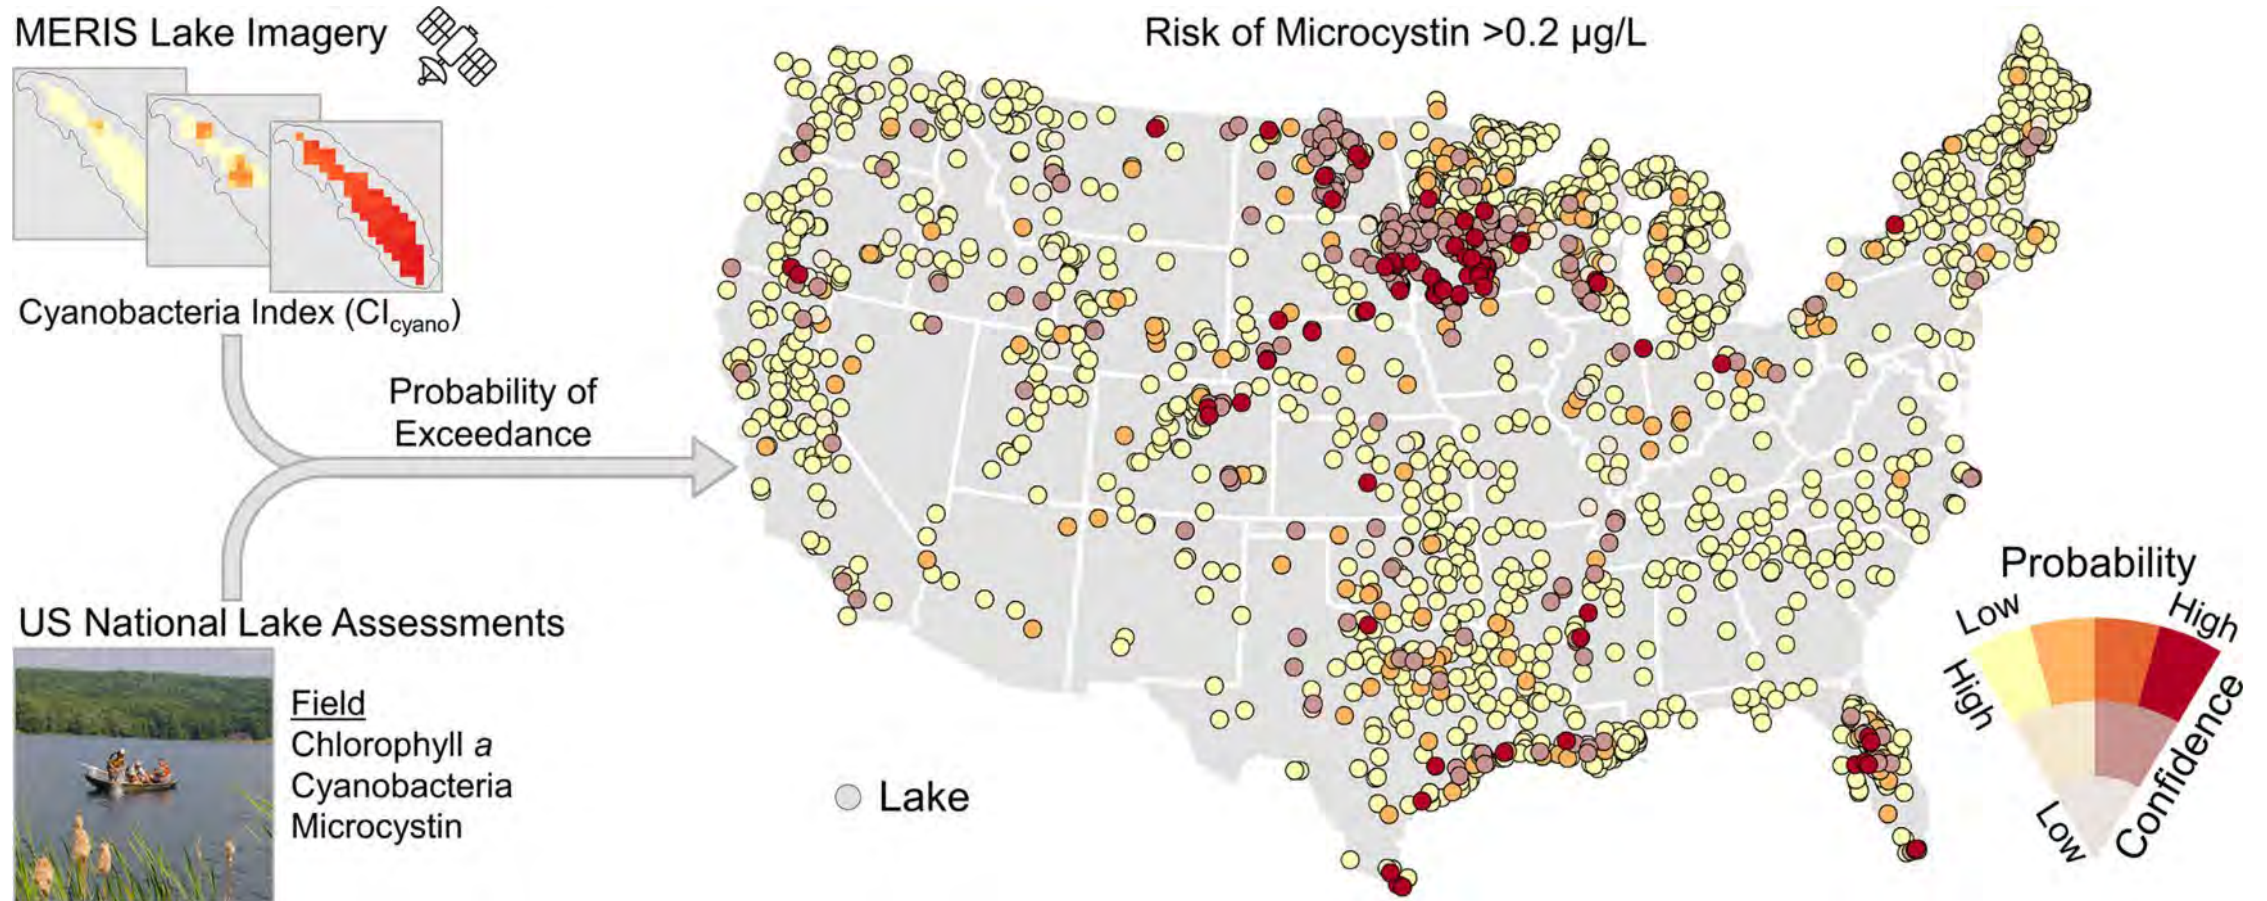 MERIS Lake Imagery
Cyanobacteria Index (CIcyano)
Probability of
Exceedance
US National Lake Assessments
Field
Chlorophyll a
Cyanobacteria
Microcystin
Risk of Microcystin >0.2 µg/L
Lake
Probability
Low
High
High
Low
Confidence